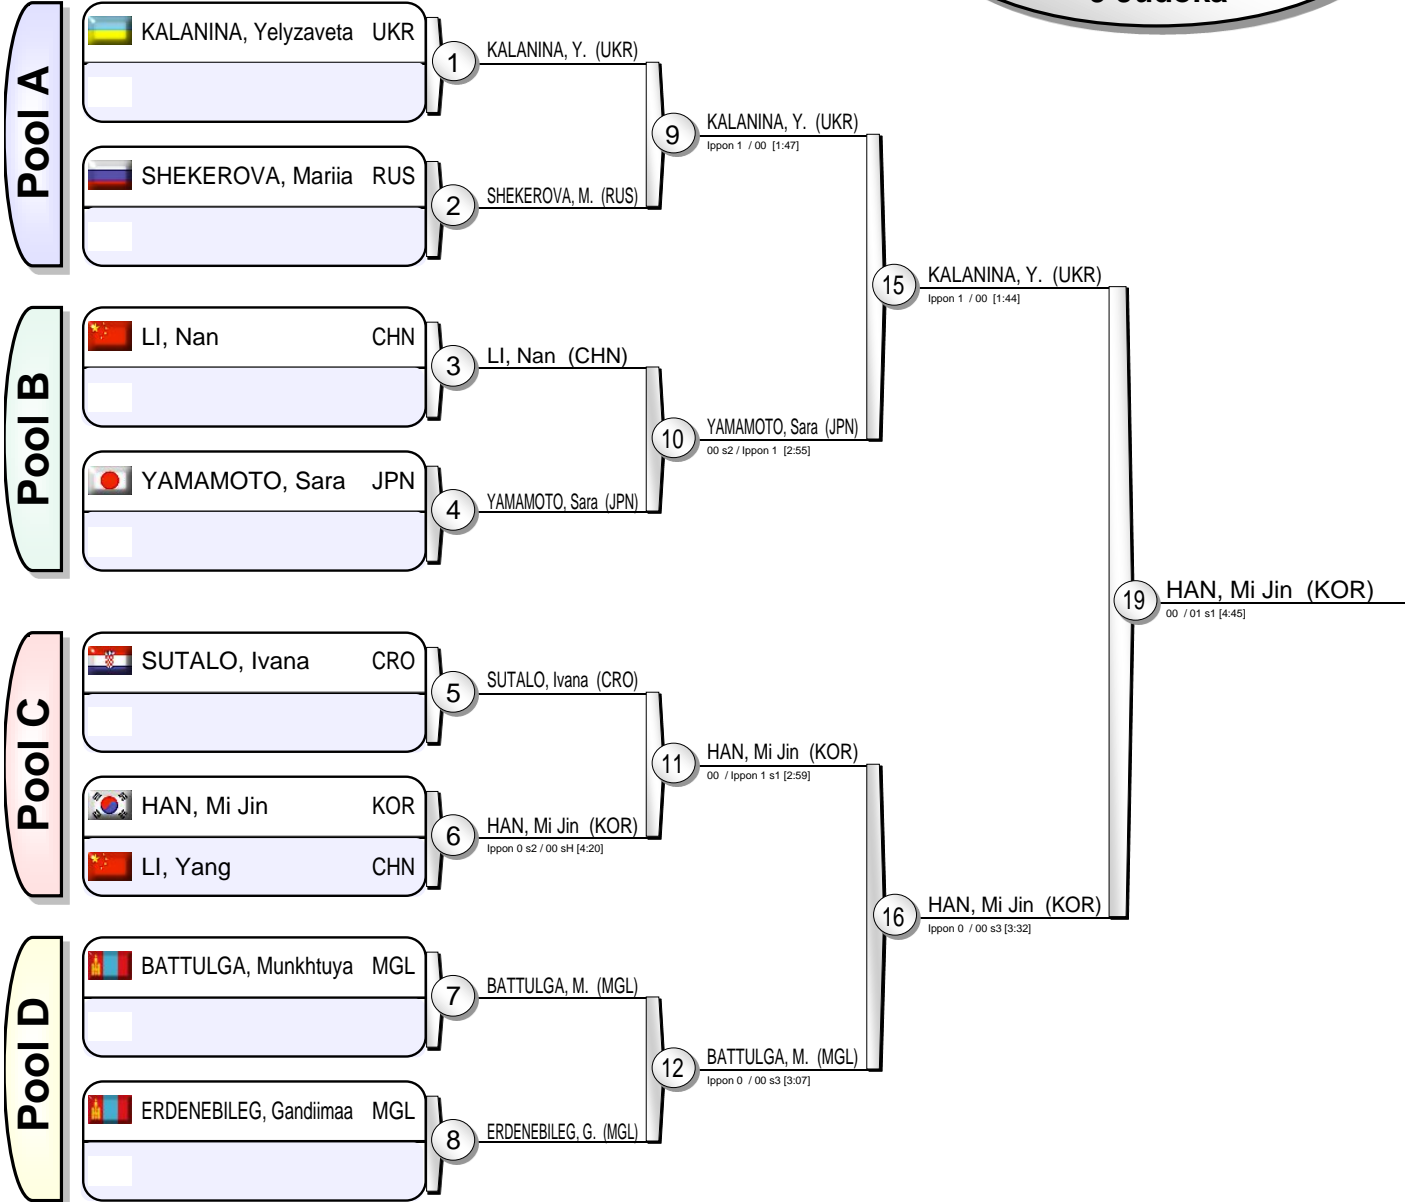 Pool A
KALANINA, Yelyzaveta UKR
SHEKEROVA, Mariia RUS
1
2
KALANINA, Y. (UKR)
SHEKEROVA, M. (RUS)
9
KALANINA, Y. (UKR)
Ippon 1 / 00 [1:47]
Pool B
LI, Nan CHN
YAMAMOTO, Sara JPN
3
4
LI, Nan (CHN)
YAMAMOTO, Sara (JPN)
10
YAMAMOTO, Sara (JPN)
00 s2 / Ippon 1 [2:55]
15
KALANINA, Y. (UKR)
Ippon 1 / 00 [1:44]
Pool C
SUTALO, Ivana CRO
HAN, Mi Jin KOR
LI, Yang CHN
5
6
SUTALO, Ivana (CRO)
HAN, Mi Jin (KOR)
Ippon 0 s2 / 00 sH [4:20]
11
HAN, Mi Jin (KOR)
00 / Ippon 1 s1 [2:59]
Pool D
BATTULGA, Munkhtuya MGL
ERDENEBILEG, Gandiimaa MGL
7
8
BATTULGA, M. (MGL)
ERDENEBILEG, G. (MGL)
12
BATTULGA, M. (MGL)
Ippon 0 / 00 s3 [3:07]
16
HAN, Mi Jin (KOR)
Ippon 0 / 00 s3 [3:32]
19
HAN, Mi Jin (KOR)
00 / 01 s1 [4:45]